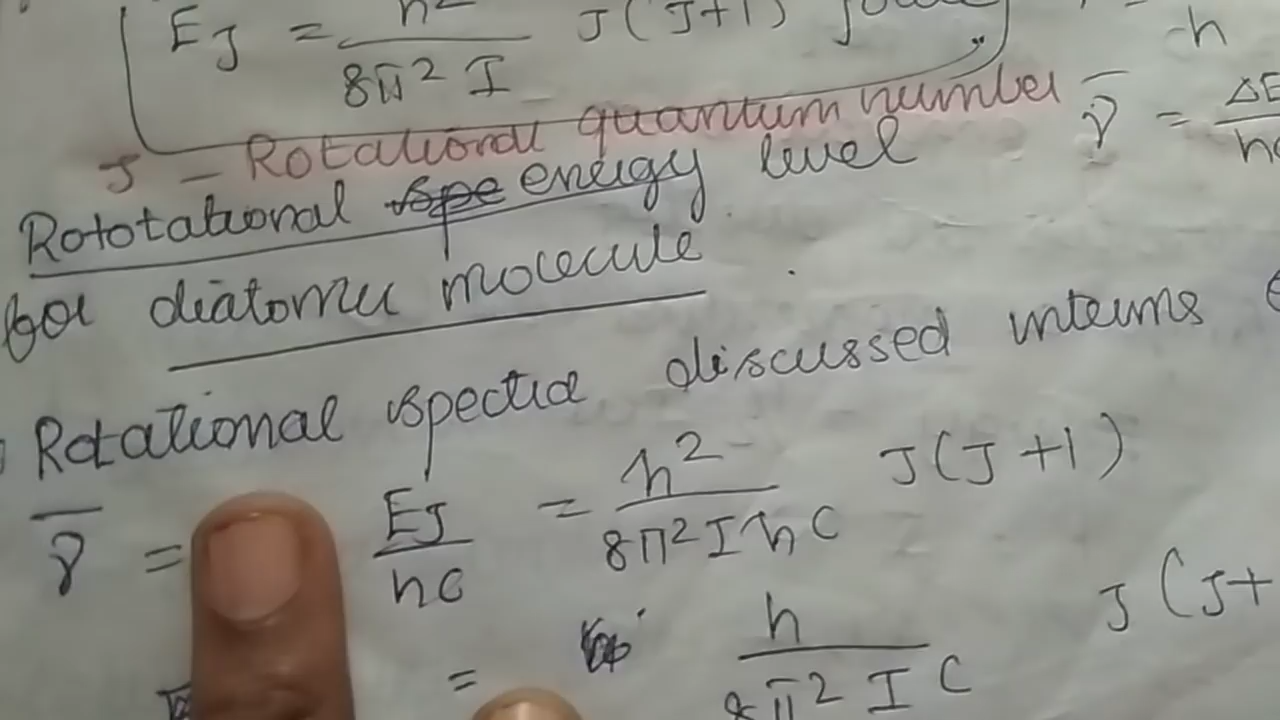 E_J = h² / 8π² I J(J+1) joule
-h
J - Rotational quantum number
ν̄ = ΔE / hc
Rototational energy level
for diatomic molecule
Rotational spectra discussed interms
ν̄ = E_J / hc = h² / 8π² I h c J(J+1)
= h / 8π² I c J(J+